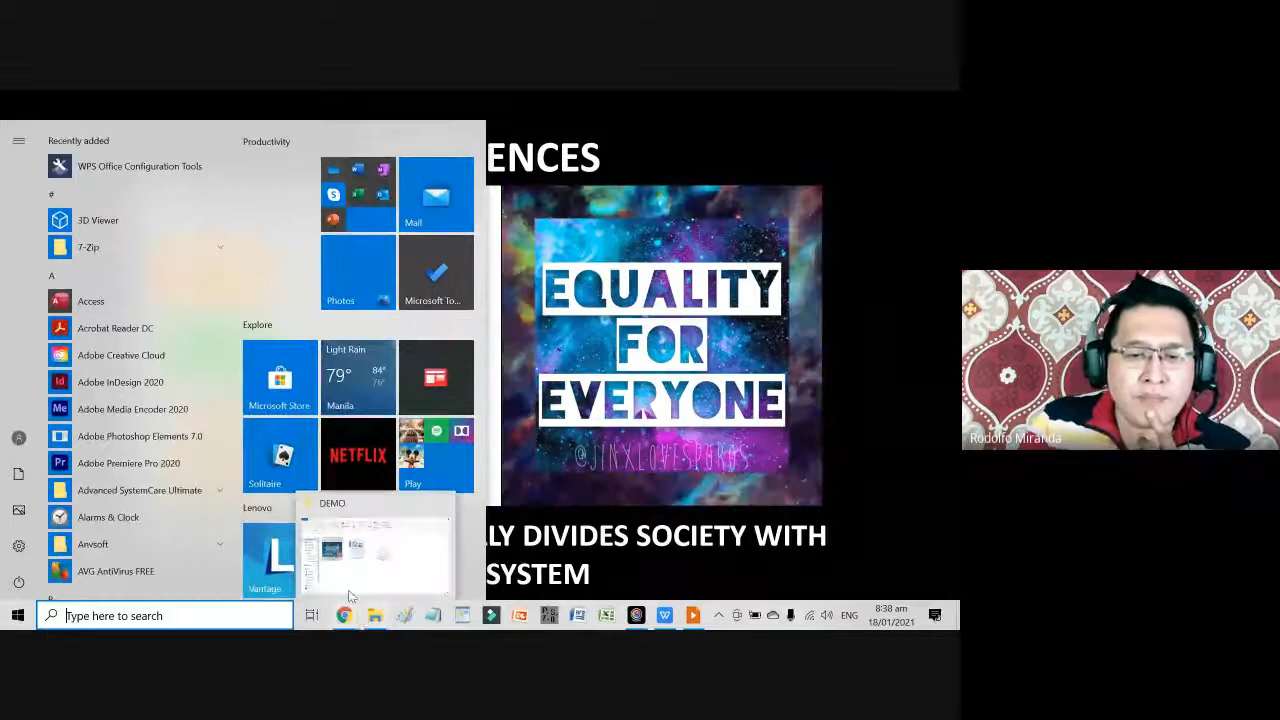 Recently added
WPS Office Configuration Tools
#
3D Viewer
7-Zip
A
Access
Acrobat Reader DC
Adobe Creative Cloud
Adobe InDesign 2020
Adobe Media Encoder 2020
Adobe Photoshop Elements 7.0
Adobe Premiere Pro 2020
Advanced SystemCare Ultimate
Alarms & Clock
Anvsoft
AVG AntiVirus FREE
Productivity
Mail
Photos
Microsoft To...
Explore
Microsoft Store
Light Rain
79° 84°
76°
Manila
Solitaire
NETFLIX
Play
Lenovo
Vantage
DEMO
ENCES
EQUALITY
FOR
EVERYONE
@JINXLOVESPUROS
LY DIVIDES SOCIETY WITH
SYSTEM
Rodolfo Miranda
Type here to search
ENG
8:38 am
18/01/2021